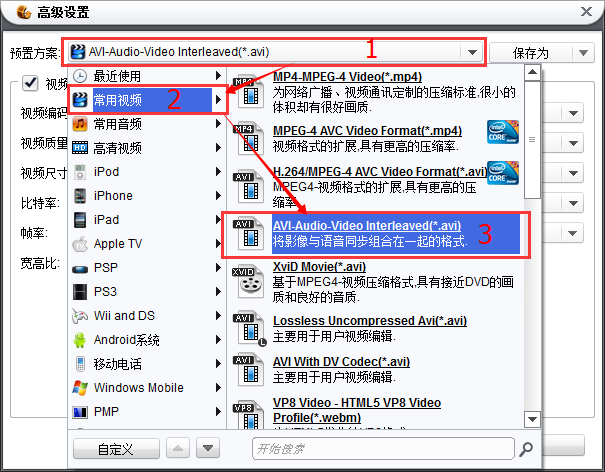 高级设置
预置方案:
AVI-Audio-Video Interleaved(*.avi)
1
保存为
视频
视频编码
视频质量
视频尺寸
比特率:
帧率:
宽高比:
最近使用
常用视频
2
常用音频
高清视频
iPod
iPhone
iPad
Apple TV
PSP
PS3
Wii and DS
Android系统
移动电话
Windows Mobile
PMP
MP4
MP4-MPEG-4 Video(*.mp4)
为网络广播、视频通讯定制的压缩标准,很小的
体积却有很好画质.
MP4
MPEG-4 AVC Video Format(*.mp4)
视频格式的扩展,具有更高的压缩率.
AVI
H.264/MPEG-4 AVC Video Format(*.avi)
MPEG4-视频格式的扩展,具有更高的压
缩率.
AVI
AVI-Audio-Video Interleaved(*.avi)
将影像与语音同步组合在一起的格式.
3
XVID
XviD Movie(*.avi)
基于MPEG4-视频压缩格式,具有接近DVD的画
质和良好的音质.
AVI
L
Lossless Uncompressed Avi(*.avi)
主要用于用户视频编辑.
AVI
AVI With DV Codec(*.avi)
主要用于用户视频编辑.
VP8
VP8 Video - HTML5 VP8 Video
Profile(*.webm)
自定义
开始搜索